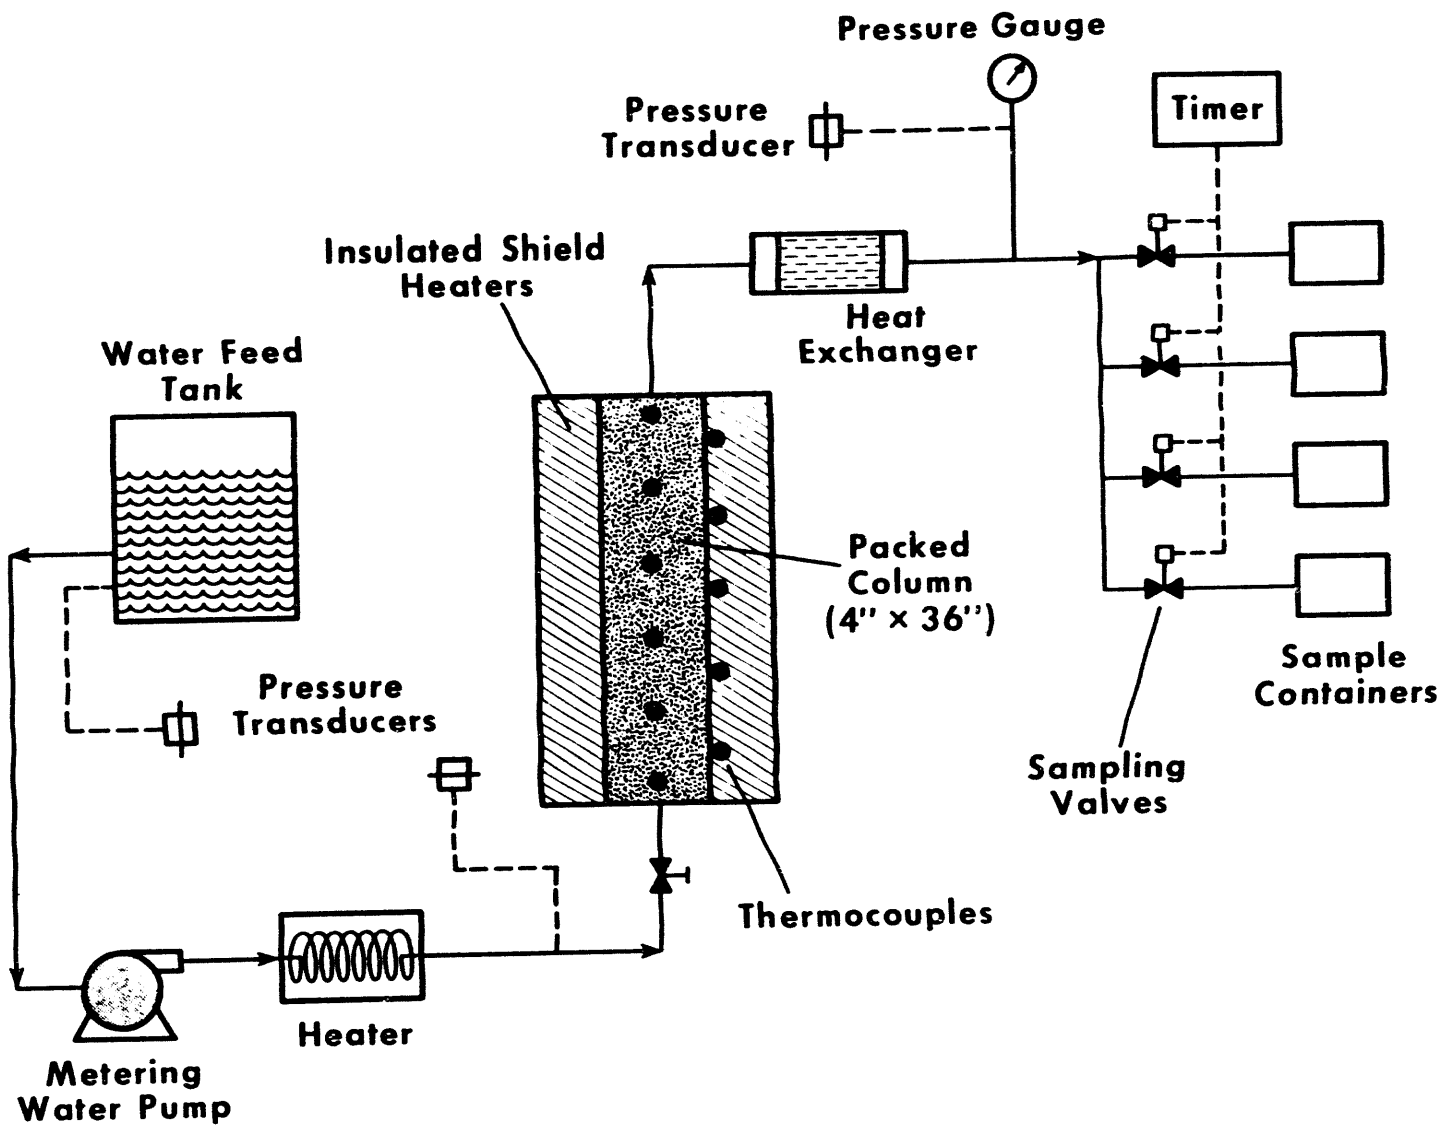 Pressure Gauge
Pressure
Transducer
Timer
Insulated Shield
Heaters
Heat
Exchanger
Water Feed
Tank
Packed
Column
(4" × 36")
Pressure
Transducers
Sample
Containers
Sampling
Valves
Thermocouples
Heater
Metering
Water Pump